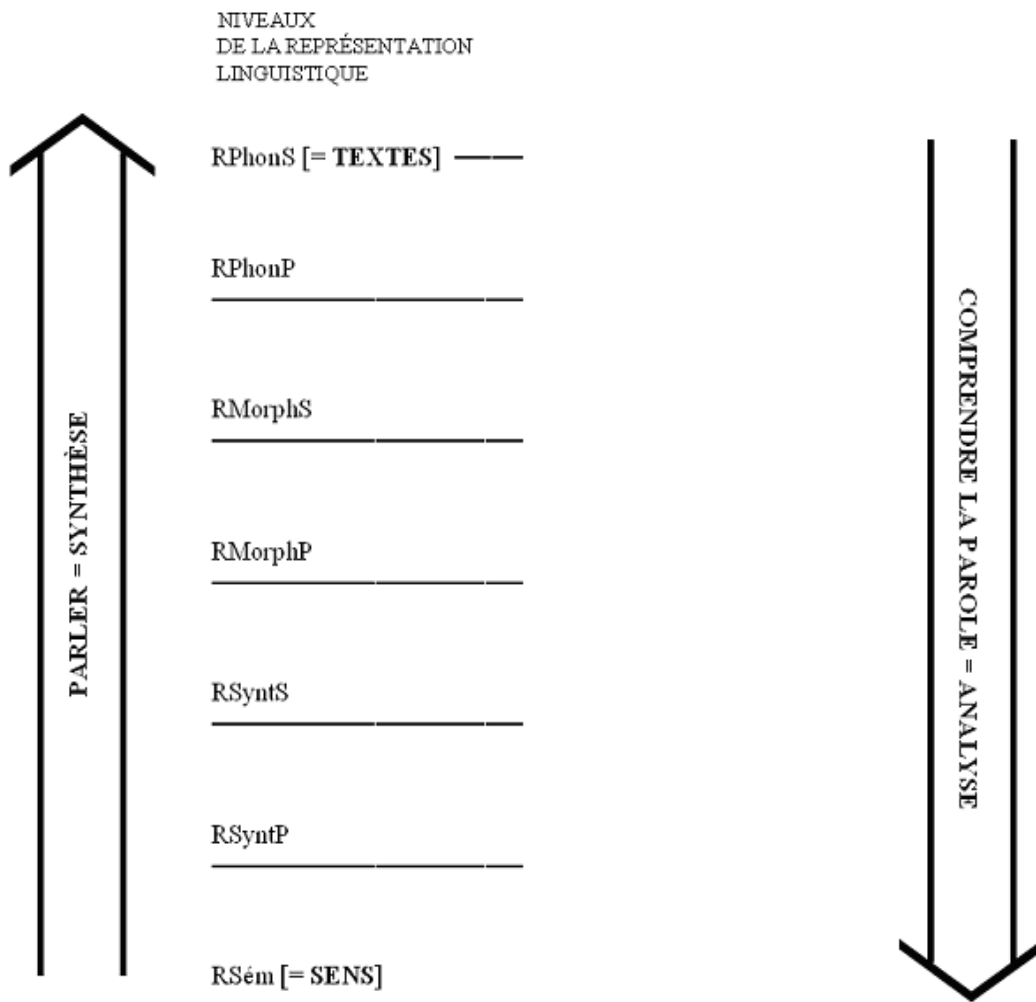 NIVEAUX
DE LA REPRÉSENTATION
LINGUISTIQUE
RPhonS [= TEXTES]
RPhonP
RMorphS
RMorphP
RSyntS
RSyntP
RSém [= SENS]
PARLER = SYNTHÈSE
COMPRENDRE LA PAROLE = ANALYSE